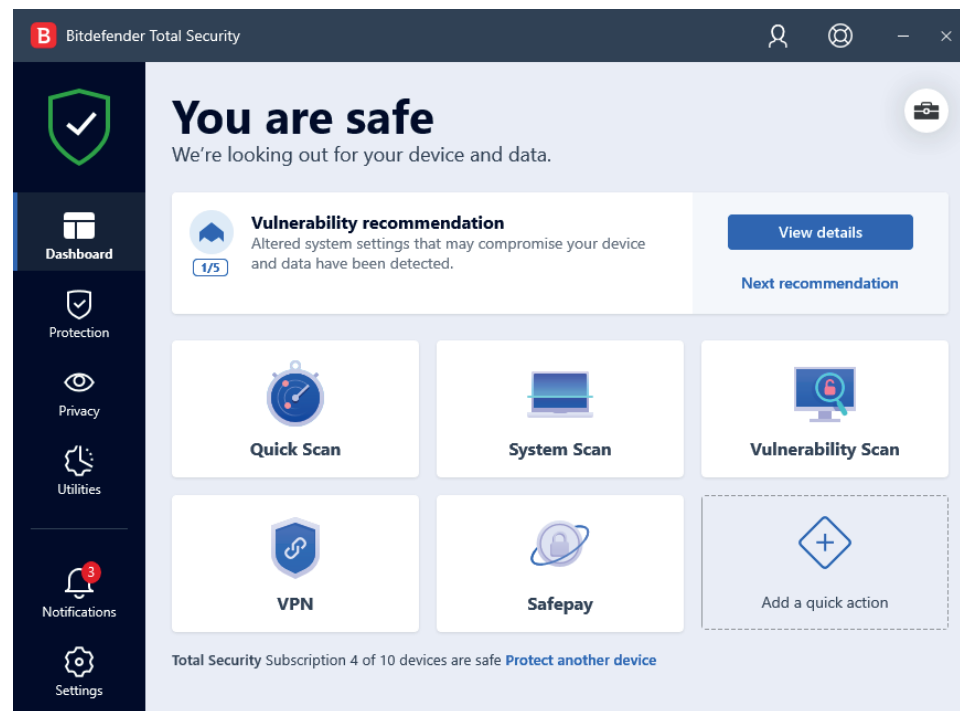 B Bitdefender Total Security
You are safe
We're looking out for your device and data.
Dashboard
Protection
Privacy
Utilities
3
Notifications
Settings
Vulnerability recommendation
Altered system settings that may compromise your device
and data have been detected.
1/5
View details
Next recommendation
Quick Scan
System Scan
Vulnerability Scan
VPN
Safepay
Add a quick action
Total Security Subscription 4 of 10 devices are safe Protect another device